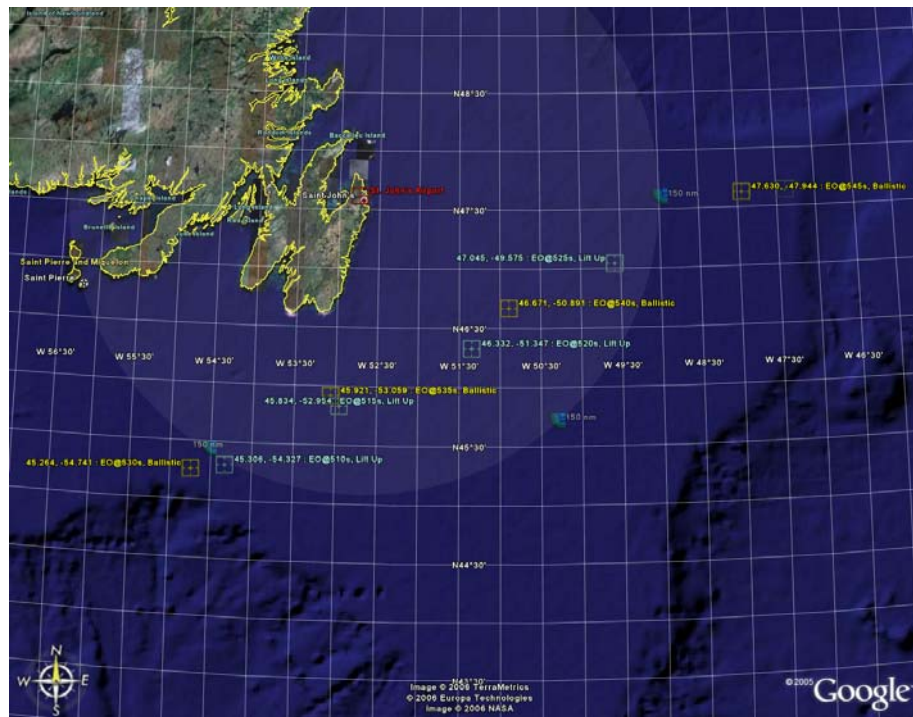 N48°30'
Baccalieu Island
Saint John's
St. John's Airport
150 nm
47.630, -47.944 : EO@545s, Ballistic
N47°30'
Brunette Island
Saint Pierre and Miquelon
Saint Pierre
47.045, -49.575 : EO@525s, Lift Up
46.671, -50.891 : EO@540s, Ballistic
N46°30'
46.332, -51.347 : EO@520s, Lift Up
W 56°30'
W 55°30'
W 54°30'
W 53°30'
W 52°30'
W 51°30'
W 50°30'
W 49°30'
W 48°30'
W 47°30'
W 46°30'
45.921, -53.059 : EO@535s, Ballistic
45.834, -52.954 : EO@515s, Lift Up
150 nm
150 nm
N45°30'
45.264, -54.741 : EO@530s, Ballistic
45.306, -54.327 : EO@510s, Lift Up
N44°30'
N43°30'
N
W E
S
Image © 2006 TerraMetrics
© 2006 Europa Technologies
Image © 2006 NASA
©2005 Google